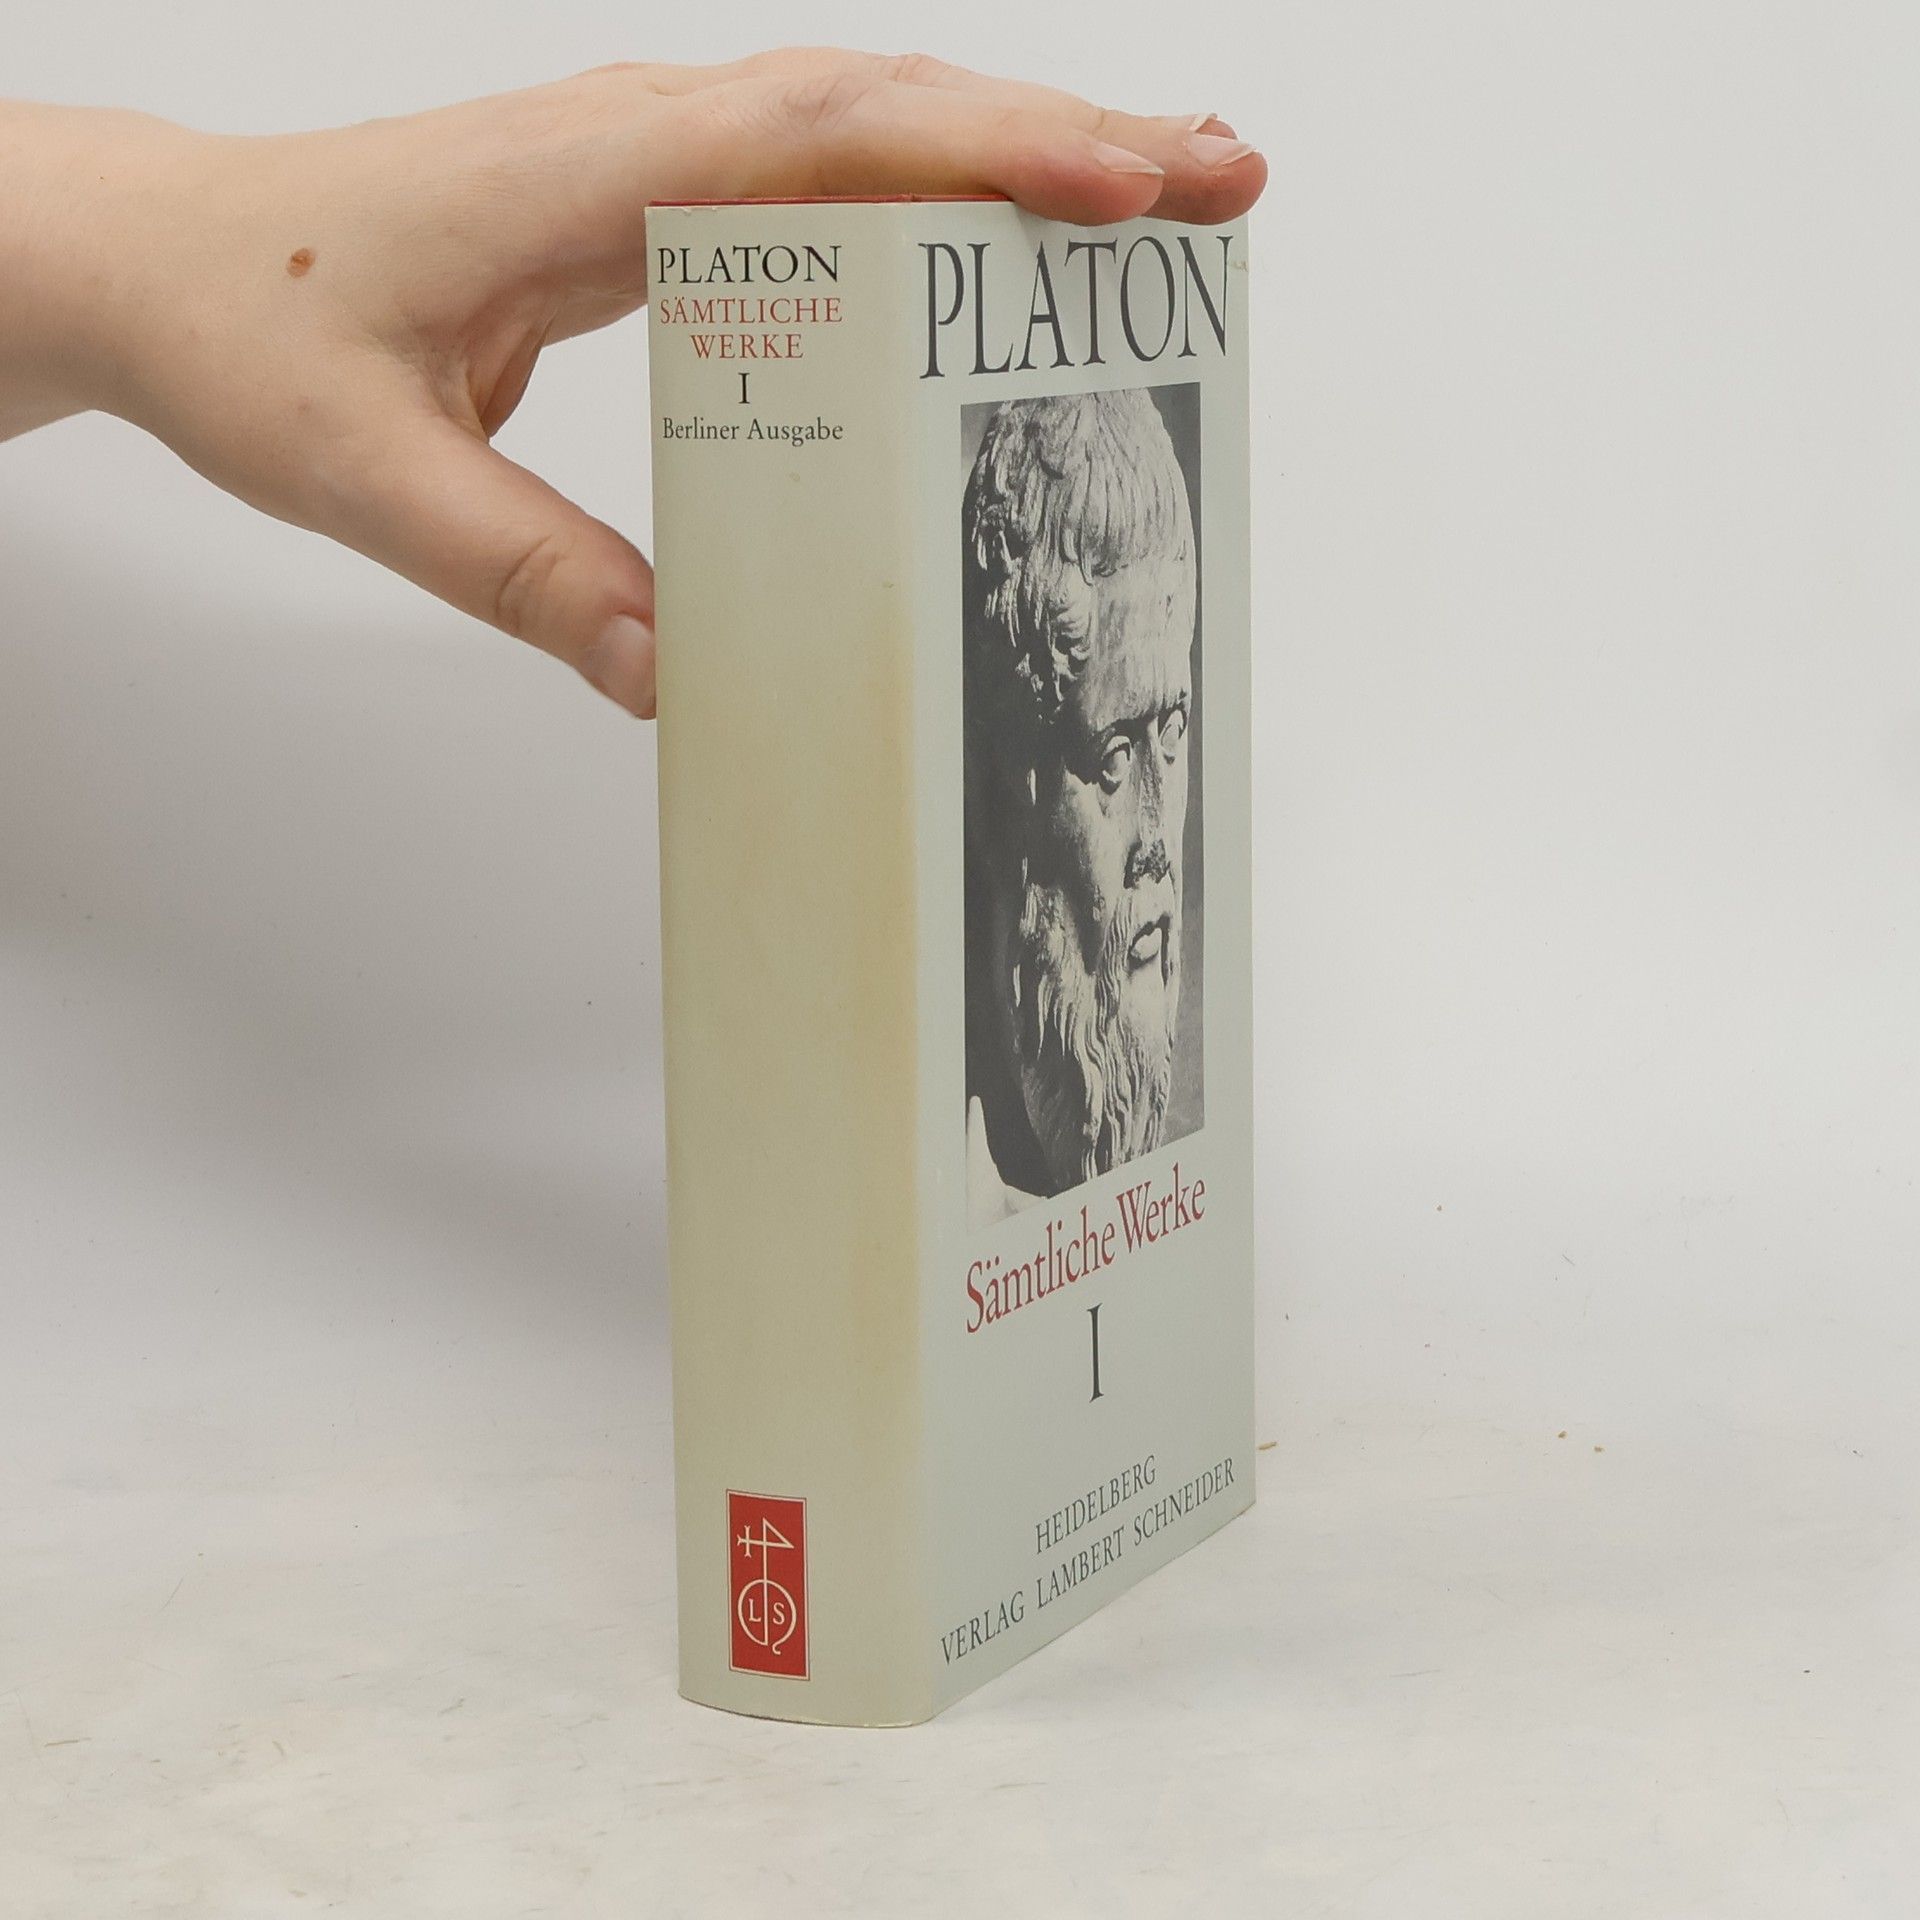 PLATON
SÄMTLICHE
WERKE
I
Berliner Ausgabe
L S
PLATON
Sämtliche Werke
I
HEIDELBERG
VERLAG LAMBERT SCHNEIDER